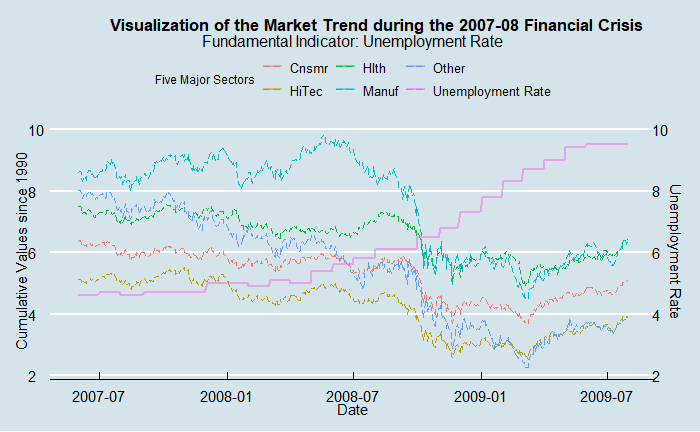 Visualization of the Market Trend during the 2007-08 Financial Crisis
Fundamental Indicator: Unemployment Rate
Five Major Sectors
Cnsmr Hlth Other
HiTec Manuf Unemployment Rate
Cumulative Values since 1990
10
8
6
4
2
10
8
6
4
2
Unemployment Rate
2007-07 2008-01 2008-07 2009-01 2009-07
Date